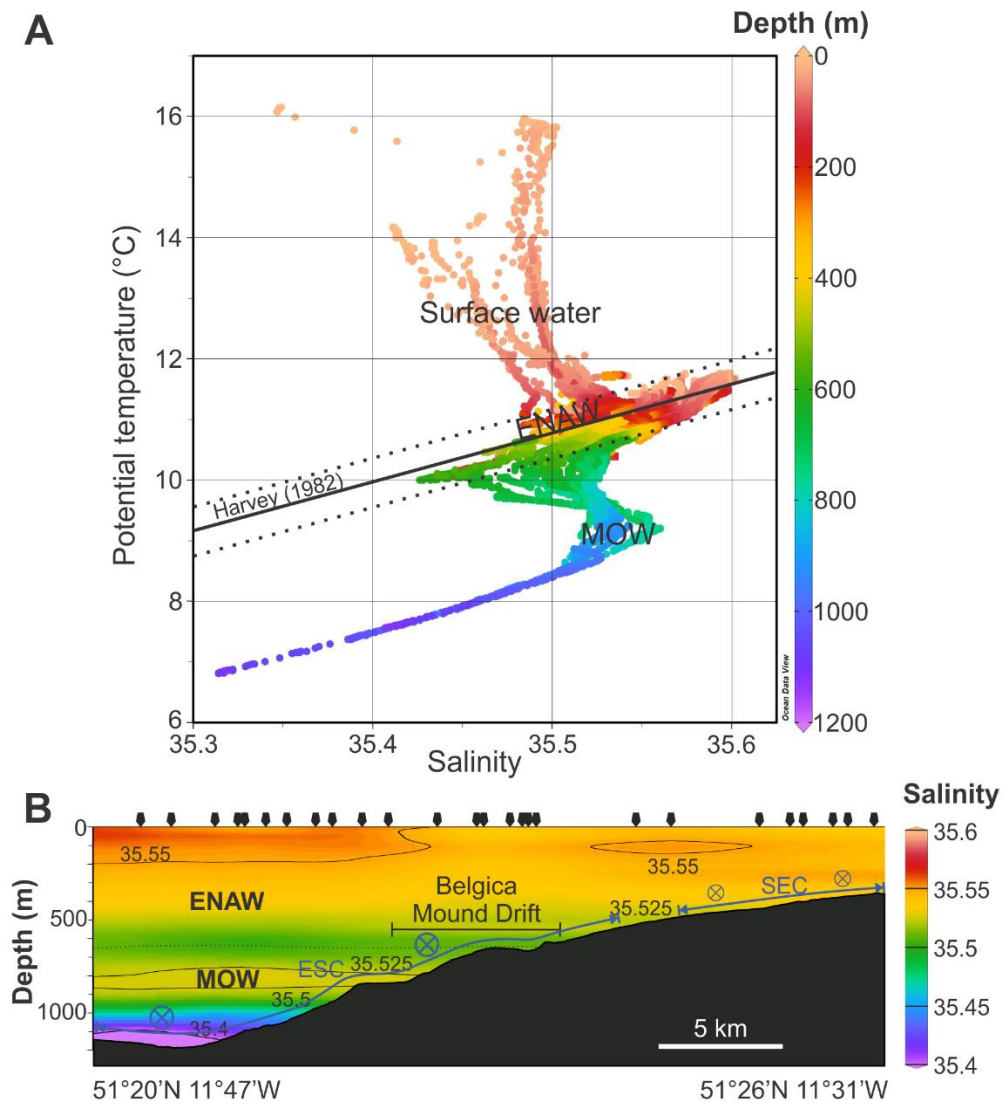 A
Depth (m)
0
200
400
600
800
1000
1200
16
14
12
10
8
6
Potential temperature (°C)
Surface water
ENAW
Harvey (1982)
MOW
Ocean Data View
35.3
35.4
35.5
35.6
Salinity
B
Salinity
0
500
1000
Depth (m)
35.55
35.55
ENAW
Belgica
Mound Drift
35.525
SEC
ESC
35.525
MOW
35.5
35.4
5 km
35.6
35.55
35.5
35.45
35.4
51°20’N 11°47’W
51°26’N 11°31’W